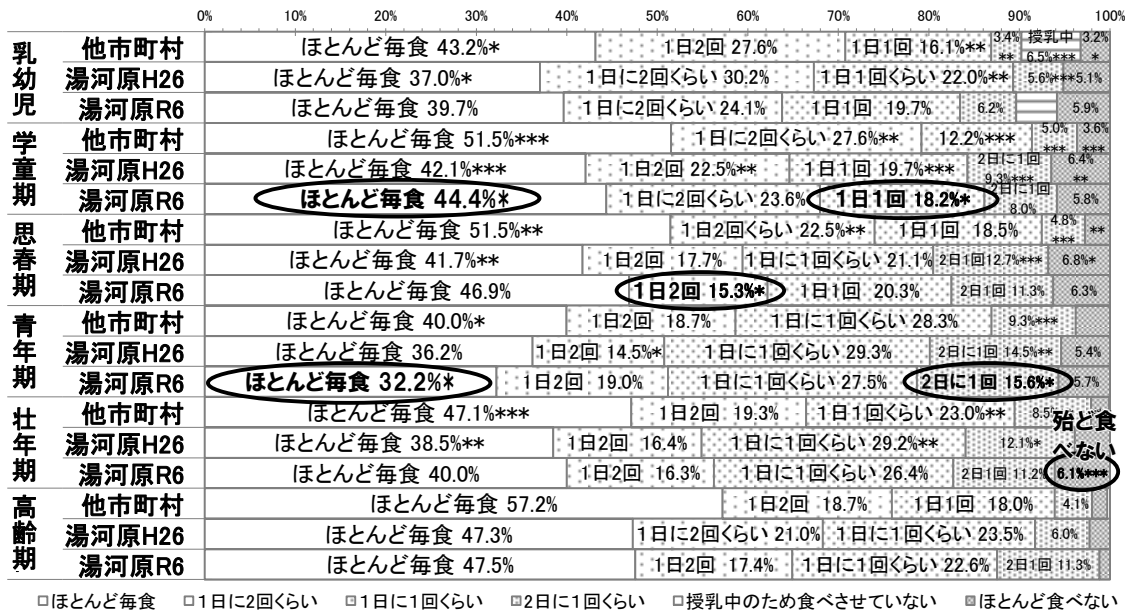 0% 10% 20% 30% 40% 50% 60% 70% 80% 90% 100%
乳幼児
他市町村 ほとんど毎食 43.2%* 1日2回 27.6% 1日1回 16.1%** 3.4%** 授乳中 6.5%*** 3.2%*
湯河原H26 ほとんど毎食 37.0%* 1日に2回くらい 30.2% 1日1回くらい 22.0%** 5.6%*** 5.1%
湯河原R6 ほとんど毎食 39.7% 1日に2回くらい 24.1% 1日1回 19.7% 6.2% 5.9%
学童期
他市町村 ほとんど毎食 51.5%*** 1日に2回くらい 27.6%** 12.2%*** 5.0%*** 3.6%***
湯河原H26 ほとんど毎食 42.1%*** 1日2回 22.5%** 1日1回 19.7%*** 2日に1回 9.3%*** 6.4%**
湯河原R6 ほとんど毎食 44.4%* 1日に2回くらい 23.6% 1日1回 18.2%* 2日に1回 8.0% 5.8%
思春期
他市町村 ほとんど毎食 51.5%** 1日2回くらい 22.5%** 1日1回 18.5% 4.8%*** **
湯河原H26 ほとんど毎食 41.7%** 1日2回 17.7% 1日に1回くらい 21.1% 2日1回12.7%*** 6.8%*
湯河原R6 ほとんど毎食 46.9% 1日2回 15.3%* 1日1回 20.3% 2日1回 11.3% 6.3%
青年期
他市町村 ほとんど毎食 40.0%* 1日2回 18.7% 1日に1回くらい 28.3% 9.3%***
湯河原H26 ほとんど毎食 36.2% 1日2回 14.5%* 1日に1回くらい 29.3% 2日に1回 14.5%** 5.4%
湯河原R6 ほとんど毎食 32.2%* 1日2回 19.0% 1日に1回くらい 27.5% 2日に1回 15.6%* 5.7%
壮年期
他市町村 ほとんど毎食 47.1%*** 1日2回 19.3% 1日に1回くらい 23.0%** 8.5%
殆ど食べない
湯河原H26 ほとんど毎食 38.5%** 1日2回 16.4% 1日に1回くらい 29.2%** 12.1%*
湯河原R6 ほとんど毎食 40.0% 1日2回 16.3% 1日に1回くらい 26.4% 2日1回 11.2% 6.1%***
高齢期
他市町村 ほとんど毎食 57.2% 1日2回 18.7% 1日1回 18.0% 4.1%
湯河原H26 ほとんど毎食 47.3% 1日に2回くらい 21.0% 1日に1回くらい 23.5% 6.0%
湯河原R6 ほとんど毎食 47.5% 1日2回 17.4% 1日に1回くらい 22.6% 2日1回 11.3%
ほとんど毎食 1日に2回くらい 1日に1回くらい 2日に1回くらい 授乳中のため食べさせていない ほとんど食べない